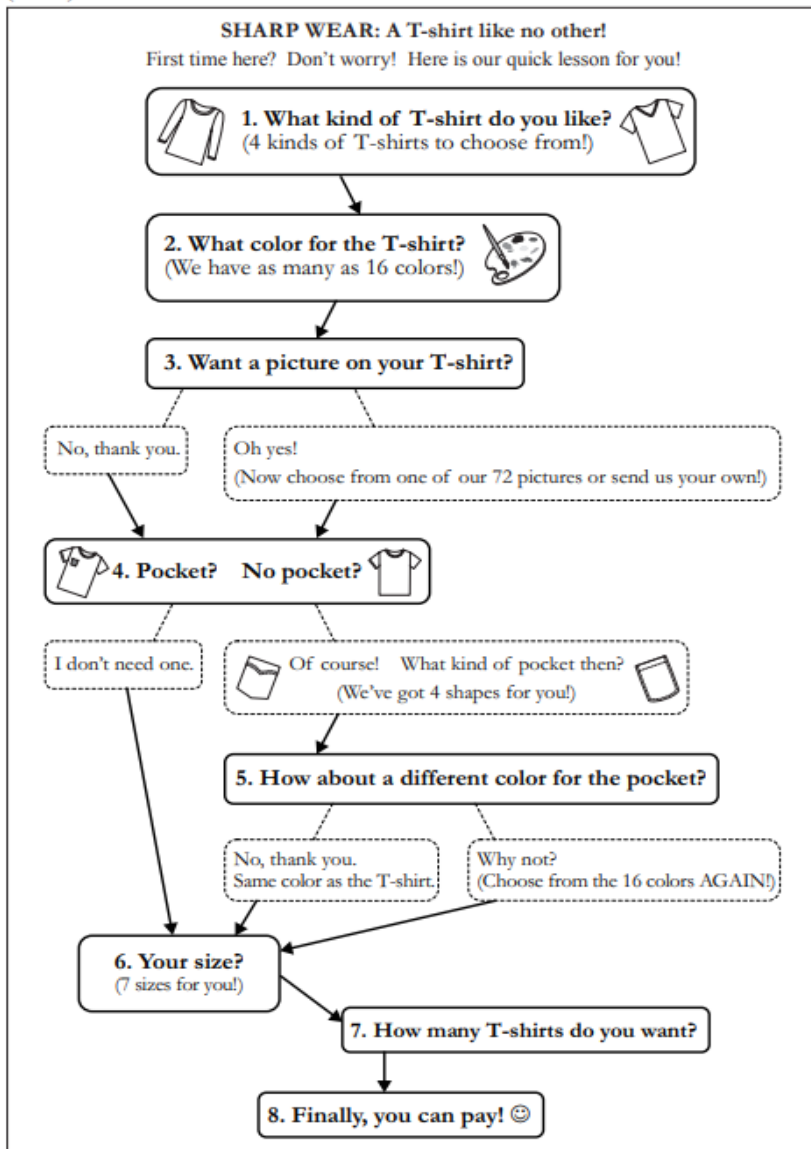 SHARP WEAR: A T-shirt like no other!
First time here? Don't worry! Here is our quick lesson for you!
1. What kind of T-shirt do you like?
(4 kinds of T-shirts to choose from!)
2. What color for the T-shirt?
(We have as many as 16 colors!)
3. Want a picture on your T-shirt?
No, thank you.
Oh yes!
(Now choose from one of our 72 pictures or send us your own!)
4. Pocket? No pocket?
I don't need one.
Of course! What kind of pocket then?
(We've got 4 shapes for you!)
5. How about a different color for the pocket?
No, thank you.
Same color as the T-shirt.
Why not?
(Choose from the 16 colors AGAIN!)
6. Your size?
(7 sizes for you!)
7. How many T-shirts do you want?
8. Finally, you can pay! ☺